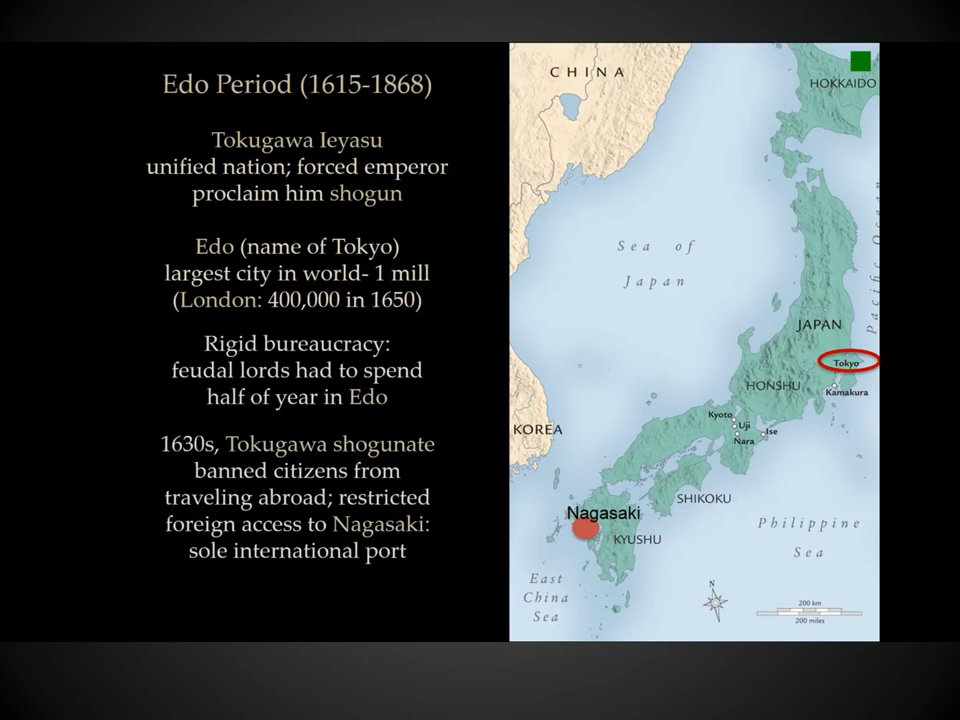 Edo Period (1615-1868)
Tokugawa Ieyasu
unified nation; forced emperor
proclaim him shogun
Edo (name of Tokyo)
largest city in world- 1 mill
(London: 400,000 in 1650)
Rigid bureaucracy:
feudal lords had to spend
half of year in Edo
1630s, Tokugawa shogunate
banned citizens from
traveling abroad; restricted
foreign access to Nagasaki:
sole international port
CHINA
HOKKAIDO
Sea of
Japan
Pacific Ocean
JAPAN
Tokyo
HONSHU
Kamakura
Kyoto
Uji
Ise
Nara
KOREA
SHIKOKU
Nagasaki
KYUSHU
Philippine
Sea
East
China
Sea
N
200 km
200 miles